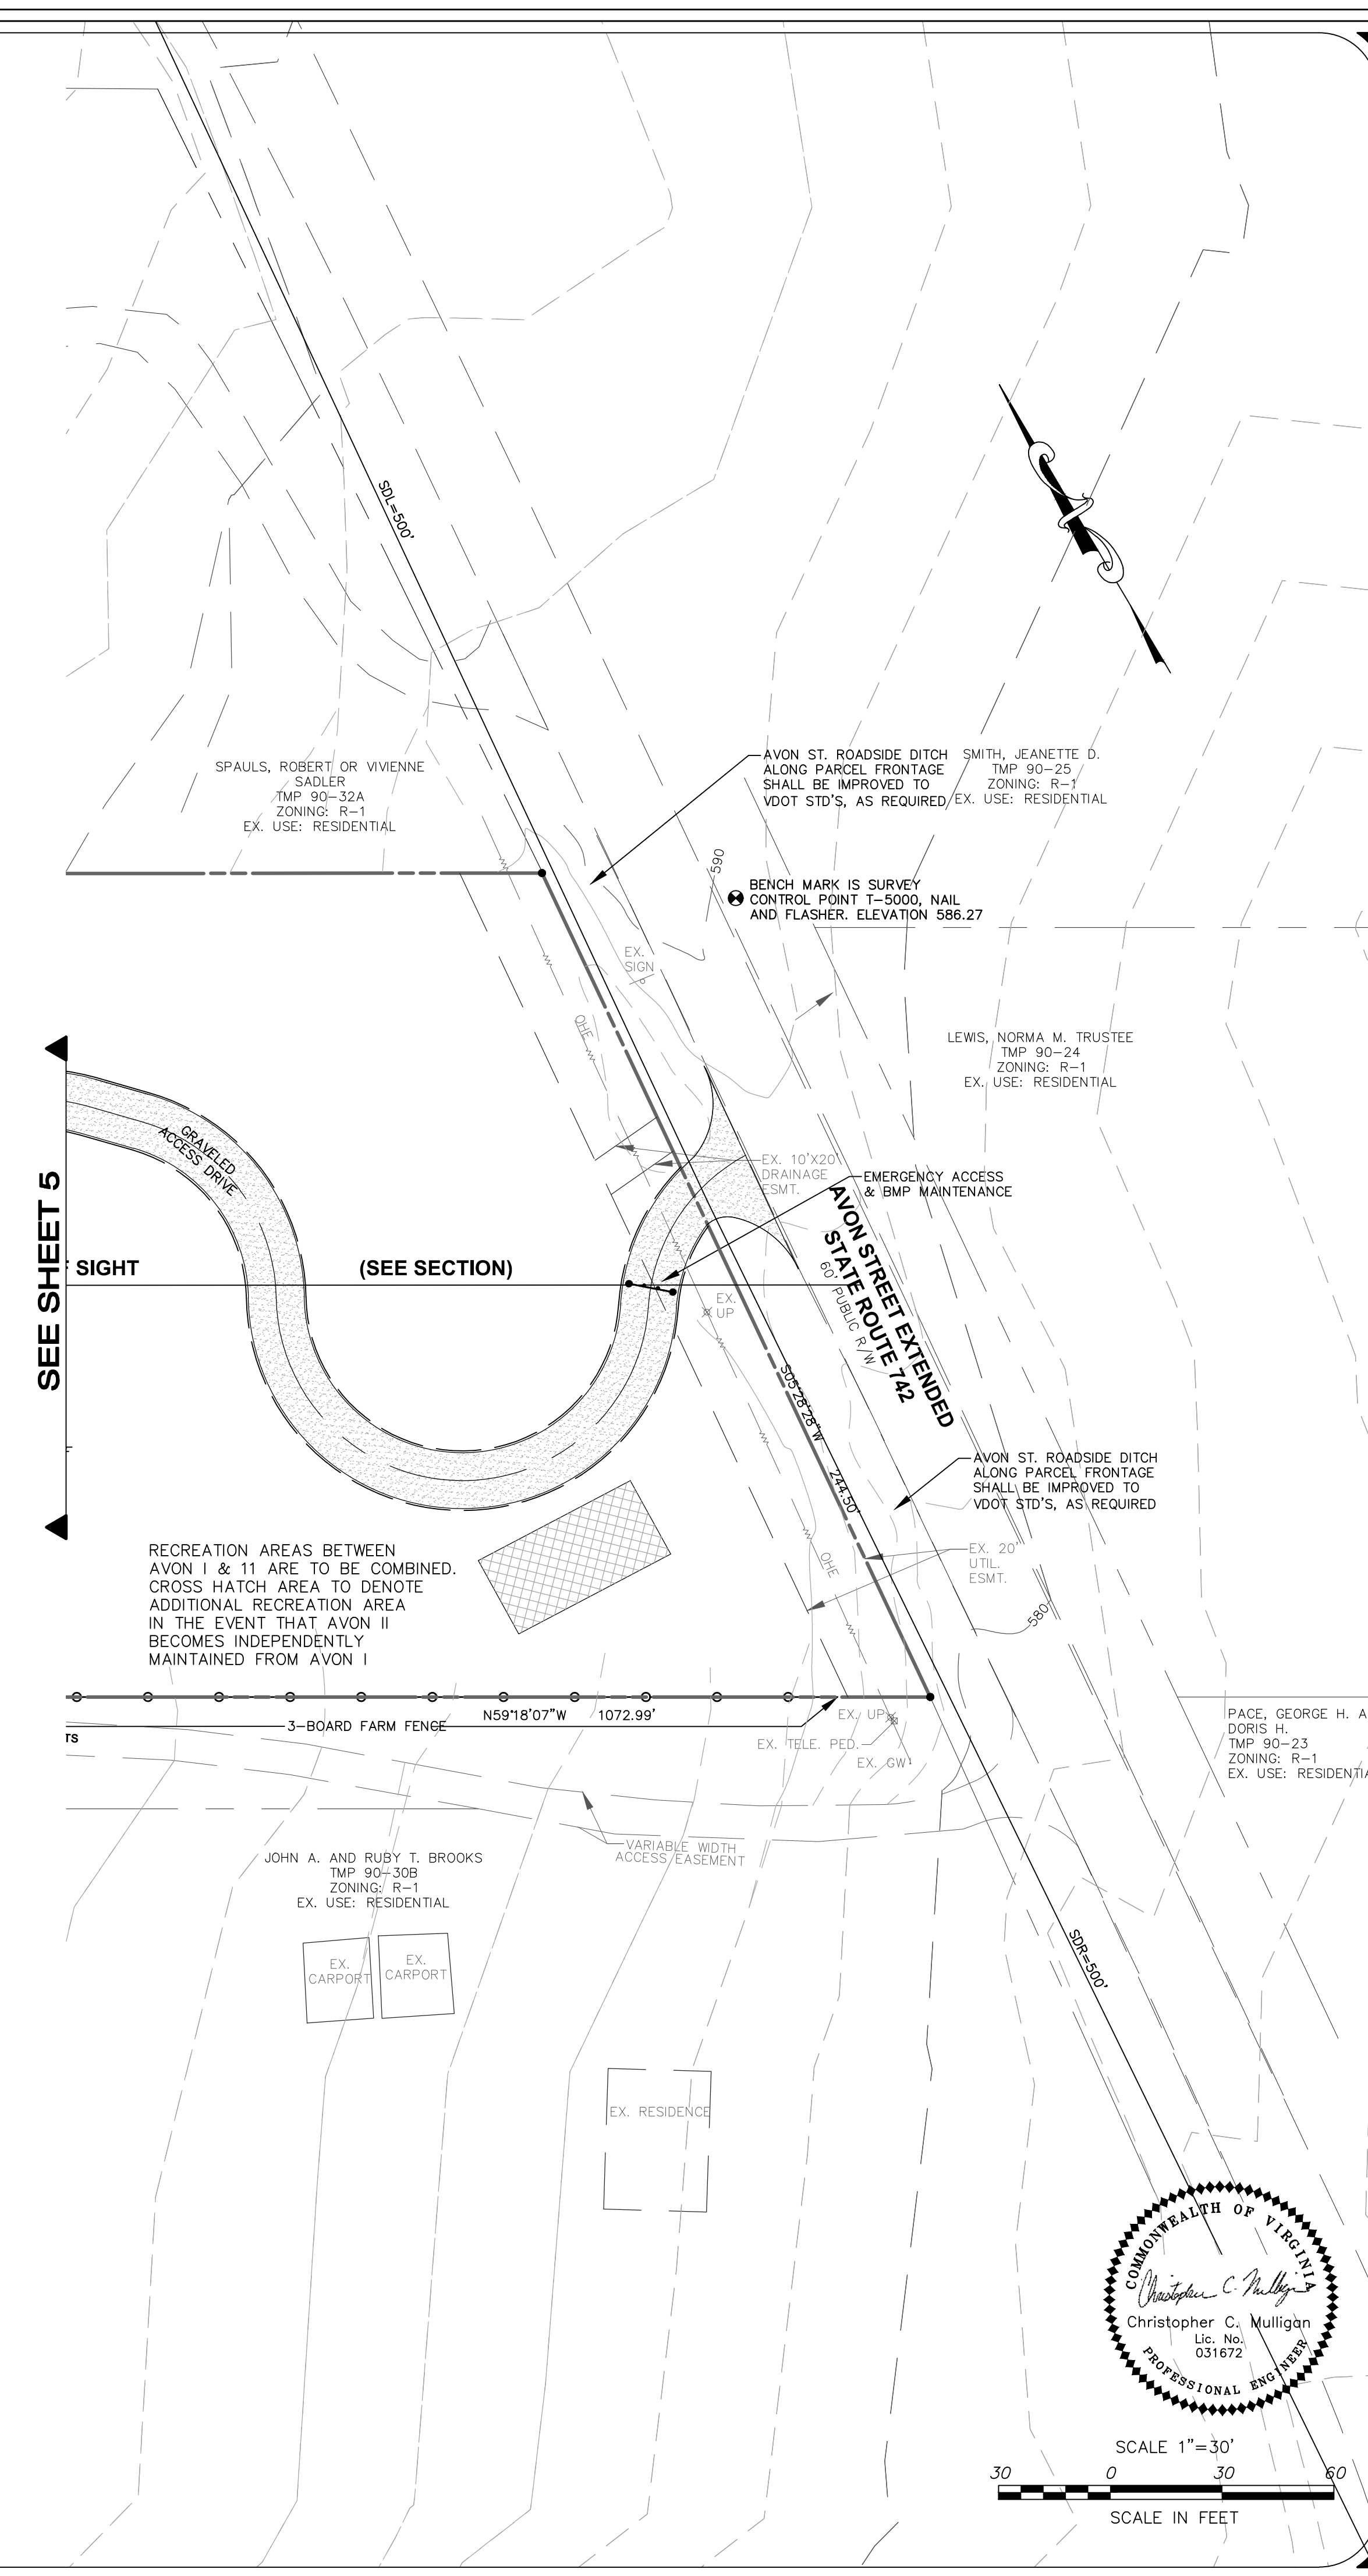 SDL=500'
SPAULS, ROBERT OR VIVIENNE
SADLER
TMP 90-32A
ZONING: R-1
EX. USE: RESIDENTIAL
AVON ST. ROADSIDE DITCH
ALONG PARCEL FRONTAGE
SHALL BE IMPROVED TO
VDOT STD'S, AS REQUIRED
SMITH, JEANETTE D.
TMP 90-25
ZONING: R-1
EX. USE: RESIDENTIAL
590
BENCH MARK IS SURVEY
CONTROL POINT T-5000, NAIL
AND FLASHER. ELEVATION 586.27
EX.
SIGN
OHE
LEWIS, NORMA M. TRUSTEE
TMP 90-24
ZONING: R-1
EX. USE: RESIDENTIAL
GRAVELED
ACCESS DRIVE
EX. 10'X20'
DRAINAGE
ESMT.
EMERGENCY ACCESS
& BMP MAINTENANCE
SEE SHEET 5
SIGHT
(SEE SECTION)
AVON STREET EXTENDED
STATE ROUTE 742
60' PUBLIC R/W
EX.
UP
S05°28'28"W
244.50'
AVON ST. ROADSIDE DITCH
ALONG PARCEL FRONTAGE
SHALL BE IMPROVED TO
VDOT STD'S, AS REQUIRED
OHE
EX. 20'
UTIL.
ESMT.
580
RECREATION AREAS BETWEEN
AVON I & 11 ARE TO BE COMBINED.
CROSS HATCH AREA TO DENOTE
ADDITIONAL RECREATION AREA
IN THE EVENT THAT AVON II
BECOMES INDEPENDENTLY
MAINTAINED FROM AVON I
N59°18'07"W 1072.99'
3-BOARD FARM FENCE
TS
EX. UP
EX. TELE. PED.
EX. GW
PACE, GEORGE H. A
DORIS H.
TMP 90-23
ZONING: R-1
EX. USE: RESIDENTIA
VARIABLE WIDTH
ACCESS EASEMENT
JOHN A. AND RUBY T. BROOKS
TMP 90-30B
ZONING: R-1
EX. USE: RESIDENTIAL
EX.
CARPORT
EX.
CARPORT
SDR=500'
EX. RESIDENCE
COMMONWEALTH OF VIRGINIA
Christopher C. Mulligan
Christopher C. Mulligan
Lic. No.
031672
PROFESSIONAL ENGINEER
SCALE 1"=30'
30 0 30 60
SCALE IN FEET